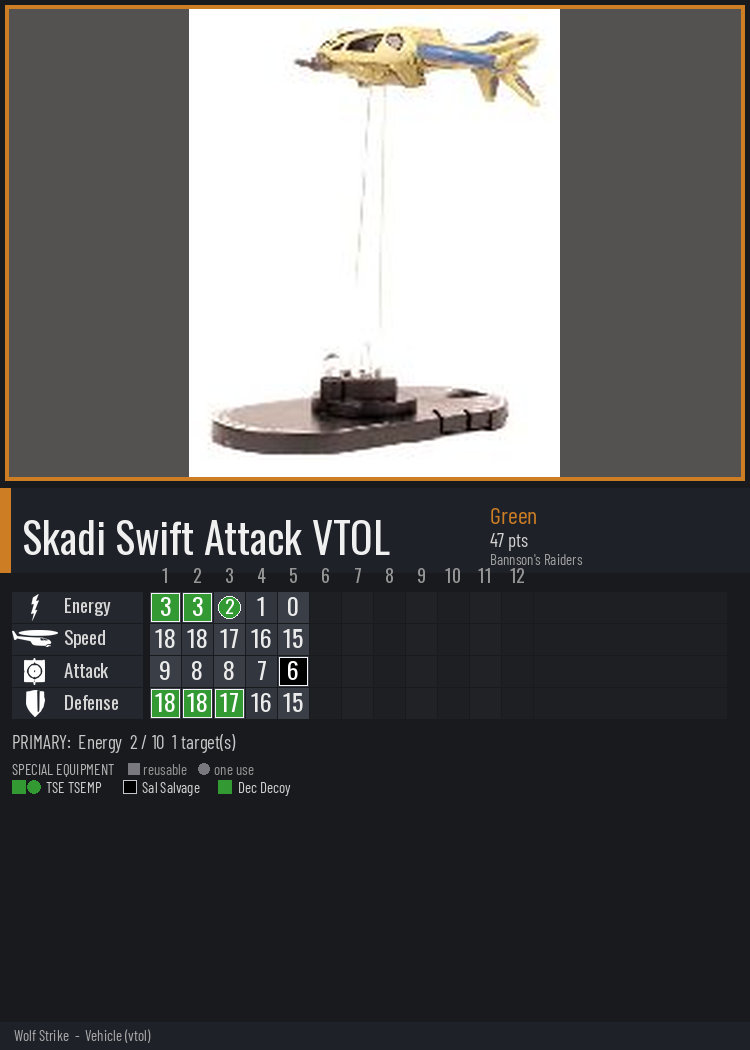 Skadi Swift Attack VTOL
Green
47 pts
Bannson's Raiders
1 2 3 4 5 6 7 8 9 10 11 12
Energy 3 3 2 1 0
Speed 18 18 17 16 15
Attack 9 8 8 7 6
Defense 18 18 17 16 15
PRIMARY: Energy 2 / 10 1 target(s)
SPECIAL EQUIPMENT reusable one use
TSE TSEMP Sal Salvage Dec Decoy
Wolf Strike - Vehicle (vtol)